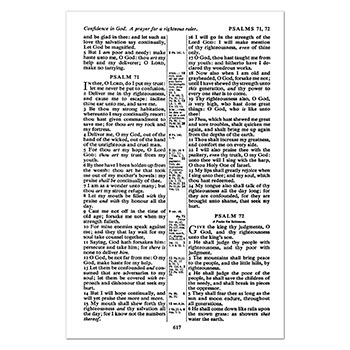 Confidence in God. A prayer for a righteous ruler. PSALMS 71, 72
be glad in thee: and let such as
love thy salvation say continually,
Let God be magnified.
5 But I am poor and needy: make
haste unto me, O God: thou art my
help and my deliverer; O LORD,
make no tarrying.
PSALM 71
IN thee, O LORD, do I put my trust:
let me never be put to confusion.
2 Deliver me in thy righteousness,
and cause me to escape: incline
thine ear unto me, and save me.
3 Be thou my strong habitation,
whereunto I may continually resort:
thou hast given commandment to
save me; for thou art my rock and
my fortress.
4 Deliver me, O my God, out of the
hand of the wicked, out of the hand
of the unrighteous and cruel man.
5 For thou art my hope, O Lord
GOD: thou art my trust from my
youth.
6 By thee have I been holden up from
the womb: thou art he that took
me out of my mother's bowels: my
praise shall be continually of thee.
7 I am as a wonder unto many; but
thou art my strong refuge.
8 Let my mouth be filled with thy
praise and with thy honour all the
day.
9 Cast me not off in the time of
old age; forsake me not when my
strength faileth.
10 For mine enemies speak against
me; and they that lay wait for my
soul take counsel together,
11 Saying, God hath forsaken him:
persecute and take him; for there is
none to deliver him.
12 O God, be not far from me: O my
God, make haste for my help.
13 Let them be confounded and con-
sumed that are adversaries to my
soul; let them be covered with re-
proach and dishonour that seek my
hurt.
14 But I will hope continually, and
will yet praise thee more and more.
15 My mouth shall shew forth thy
righteousness and thy salvation all
the day; for I know not the numbers
thereof.
16 I will go in the strength of the
Lord GOD: I will make mention
of thy righteousness, even of thine
only.
17 O God, thou hast taught me from
my youth: and hitherto have I de-
clared thy wondrous works.
18 Now also when I am old and
grayheaded, O God, forsake me not;
until I have shewed thy strength unto
this generation, and thy power to
every one that is to come.
19 Thy righteousness also, O God,
is very high, who hast done great
things: O God, who is like unto
thee!
20 Thou, which hast shewed me great
and sore troubles, shalt quicken me
again, and shalt bring me up again
from the depths of the earth.
21 Thou shalt increase my greatness,
and comfort me on every side.
22 I will also praise thee with the
psaltery, even thy truth, O my God:
unto thee will I sing with the harp,
O thou Holy One of Israel.
23 My lips shall greatly rejoice when
I sing unto thee; and my soul, which
thou hast redeemed.
24 My tongue also shall talk of thy
righteousness all the day long: for
they are confounded, for they are
brought unto shame, that seek my
hurt.
PSALM 72
A Psalm for Solomon.
GIVE the king thy judgments, O
God, and thy righteousness
unto the king's son.
2 He shall judge thy people with
righteousness, and thy poor with
judgment.
3 The mountains shall bring peace
to the people, and the little hills, by
righteousness.
4 He shall judge the poor of the
people, he shall save the children of
the needy, and shall break in pieces
the oppressor.
5 They shall fear thee as long as the
sun and moon endure, throughout
all generations.
6 He shall come down like rain upon
the mown grass: as showers that
water the earth.
617